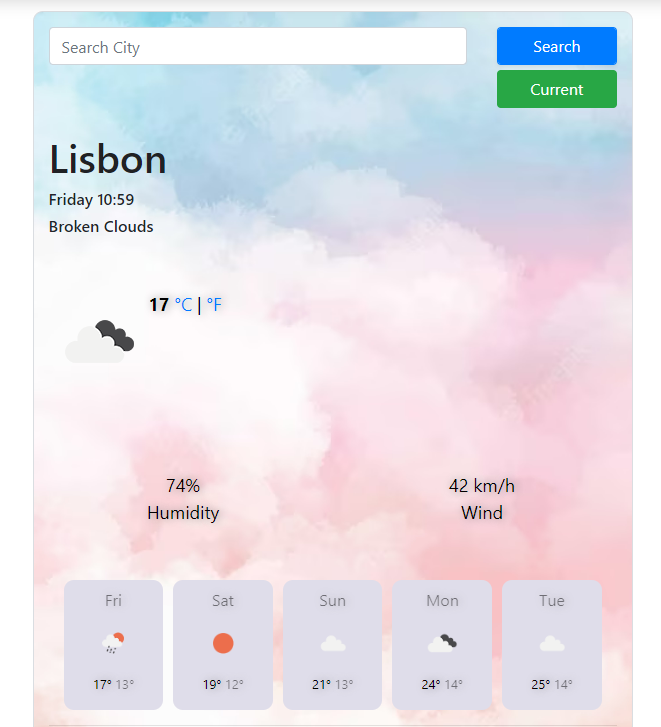 Search City
Search
Current
Lisbon
Friday 10:59
Broken Clouds
17 °C | °F
74%
Humidity
42 km/h
Wind
Fri
17° 13°
Sat
19° 12°
Sun
21° 13°
Mon
24° 14°
Tue
25° 14°